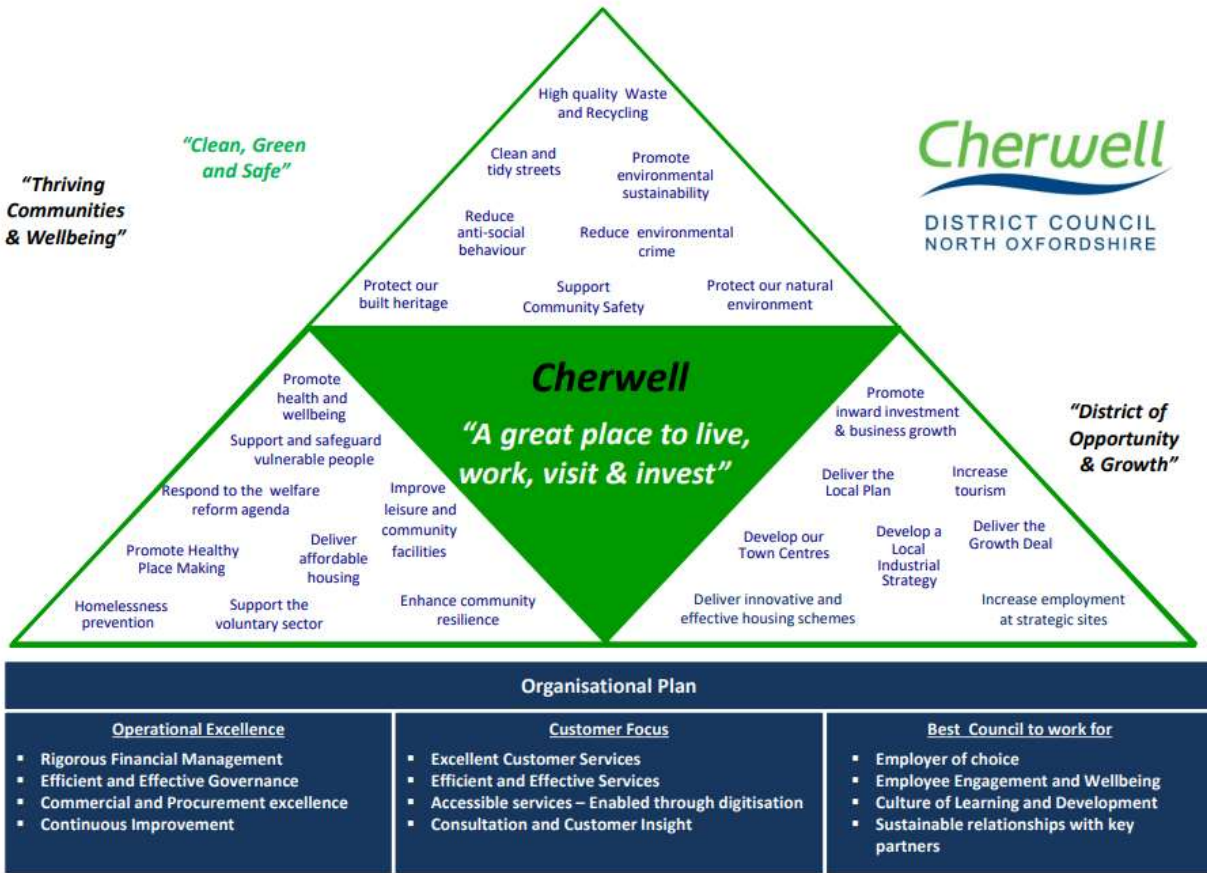 High quality Waste
and Recycling
"Clean, Green
and Safe"
Clean and
tidy streets
Promote
environmental
sustainability
"Thriving
Communities
& Wellbeing"
Cherwell
DISTRICT COUNCIL
NORTH OXFORDSHIRE
Reduce
anti-social
behaviour
Reduce environmental
crime
Protect our
built heritage
Support
Community Safety
Protect our natural
environment
Cherwell
"A great place to live,
work, visit & invest"
Promote
health and
wellbeing
Support and safeguard
vulnerable people
Respond to the welfare
reform agenda
Improve
leisure and
community
facilities
Promote Healthy
Place Making
Deliver
affordable
housing
Homelessness
prevention
Support the
voluntary sector
Enhance community
resilience
Promote
inward investment
& business growth
"District of
Opportunity
& Growth"
Deliver the
Local Plan
Increase
tourism
Develop our
Town Centres
Develop a
Local
Industrial
Strategy
Deliver the
Growth Deal
Deliver innovative and
effective housing schemes
Increase employment
at strategic sites
Organisational Plan
Operational Excellence
▪ Rigorous Financial Management
▪ Efficient and Effective Governance
▪ Commercial and Procurement excellence
▪ Continuous Improvement
Customer Focus
▪ Excellent Customer Services
▪ Efficient and Effective Services
▪ Accessible services – Enabled through digitisation
▪ Consultation and Customer Insight
Best Council to work for
▪ Employer of choice
▪ Employee Engagement and Wellbeing
▪ Culture of Learning and Development
▪ Sustainable relationships with key
partners